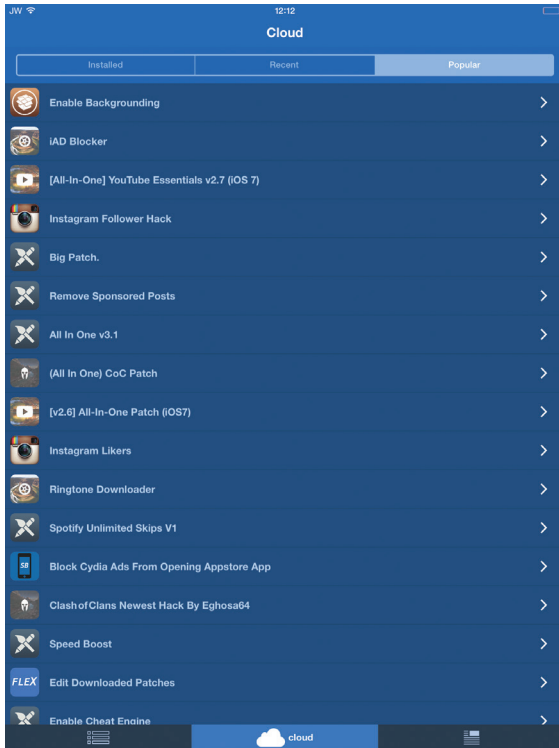 JW 12:12
Cloud
Installed Recent Popular
Enable Backgrounding
iAD Blocker
[All-In-One] YouTube Essentials v2.7 (iOS 7)
Instagram Follower Hack
Big Patch.
Remove Sponsored Posts
All In One v3.1
(All In One) CoC Patch
[v2.6] All-In-One Patch (iOS7)
Instagram Likers
Ringtone Downloader
Spotify Unlimited Skips V1
SB
Block Cydia Ads From Opening Appstore App
Clash of Clans Newest Hack By Eghosa64
Speed Boost
FLEX
Edit Downloaded Patches
Enable Cheat Engine
cloud